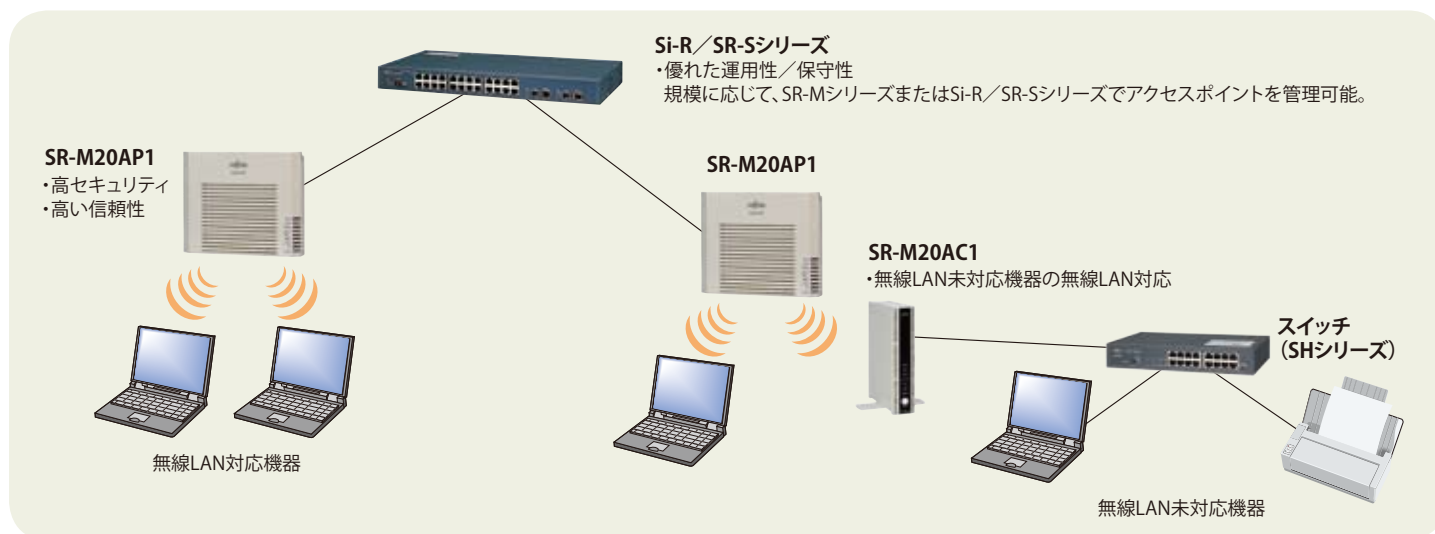 Si-R／SR-Sシリーズ
・優れた運用性／保守性
規模に応じて、SR-MシリーズまたはSi-R／SR-Sシリーズでアクセスポイントを管理可能。
SR-M20AP1
・高セキュリティ
・高い信頼性
SR-M20AP1
SR-M20AC1
・無線LAN未対応機器の無線LAN対応
スイッチ
（SHシリーズ）
無線LAN対応機器
無線LAN未対応機器